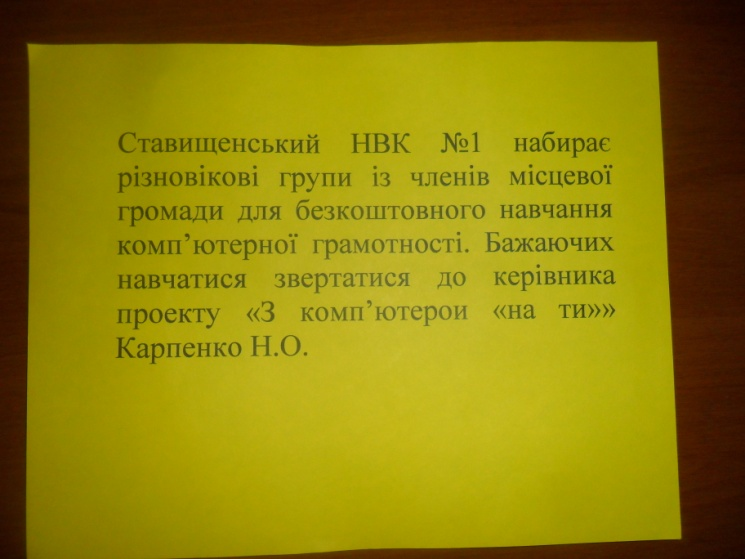 Ставищенський НВК №1 набирає
різновікові групи із членів місцевої
громади для безкоштовного навчання
комп’ютерної грамотності. Бажаючих
навчатися звертатися до керівника
проекту «З комп’ютерои «на ти»»
Карпенко Н.О.